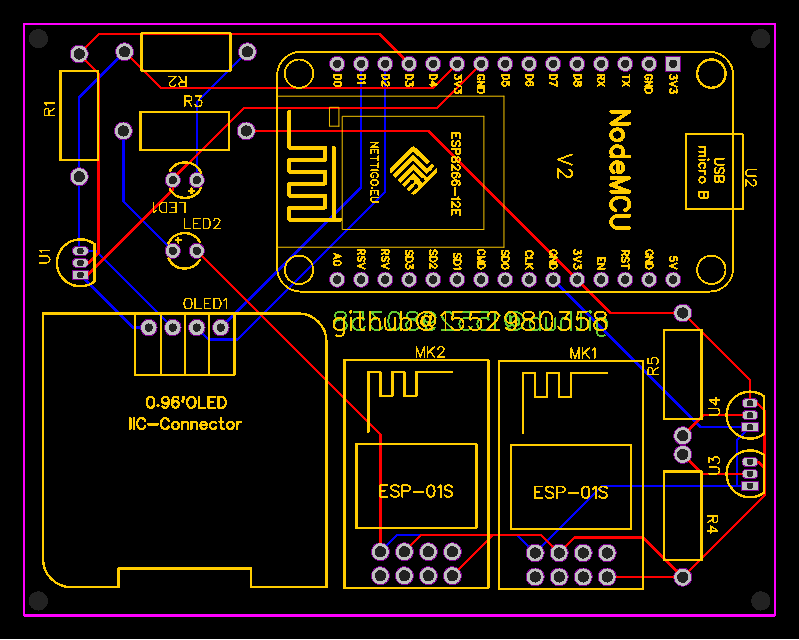 R2
R1
R3
D0 D1 D2 D3 D4 3V3 GND D5 D6 D7 D8 RX TX GND 3V3
NETTIGO.EU
ESP8266-12E
V2
NodeMCU
USB
micro B
U2
LED1
LED2
U1
A0 RSV RSV SD3 SD2 SD1 CMD SD0 CLK GND 3V3 EN RST GND 5V
OLED1
0.96'OLED
IIC-Connector
MK2
MK1
R5
U4
U3
R4
ESP-01S
ESP-01S